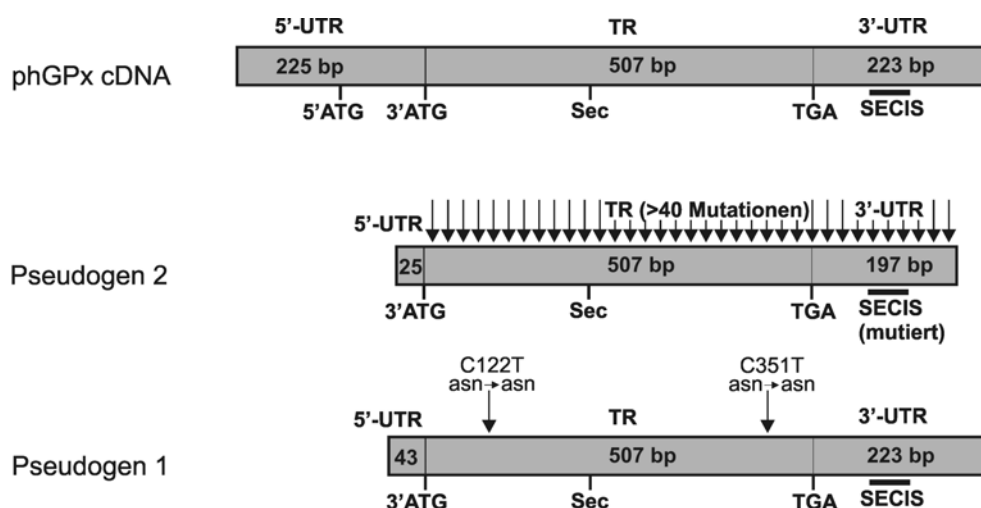 5'-UTR TR 3'-UTR
phGPx cDNA 225 bp 507 bp 223 bp
5'ATG 3'ATG Sec TGA SECIS
5'-UTR TR (>40 Mutationen) 3'-UTR
Pseudogen 2 25 507 bp 197 bp
3'ATG Sec TGA SECIS
(mutiert)
C122T C351T
asn→asn asn→asn
5'-UTR TR 3'-UTR
Pseudogen 1 43 507 bp 223 bp
3'ATG Sec TGA SECIS